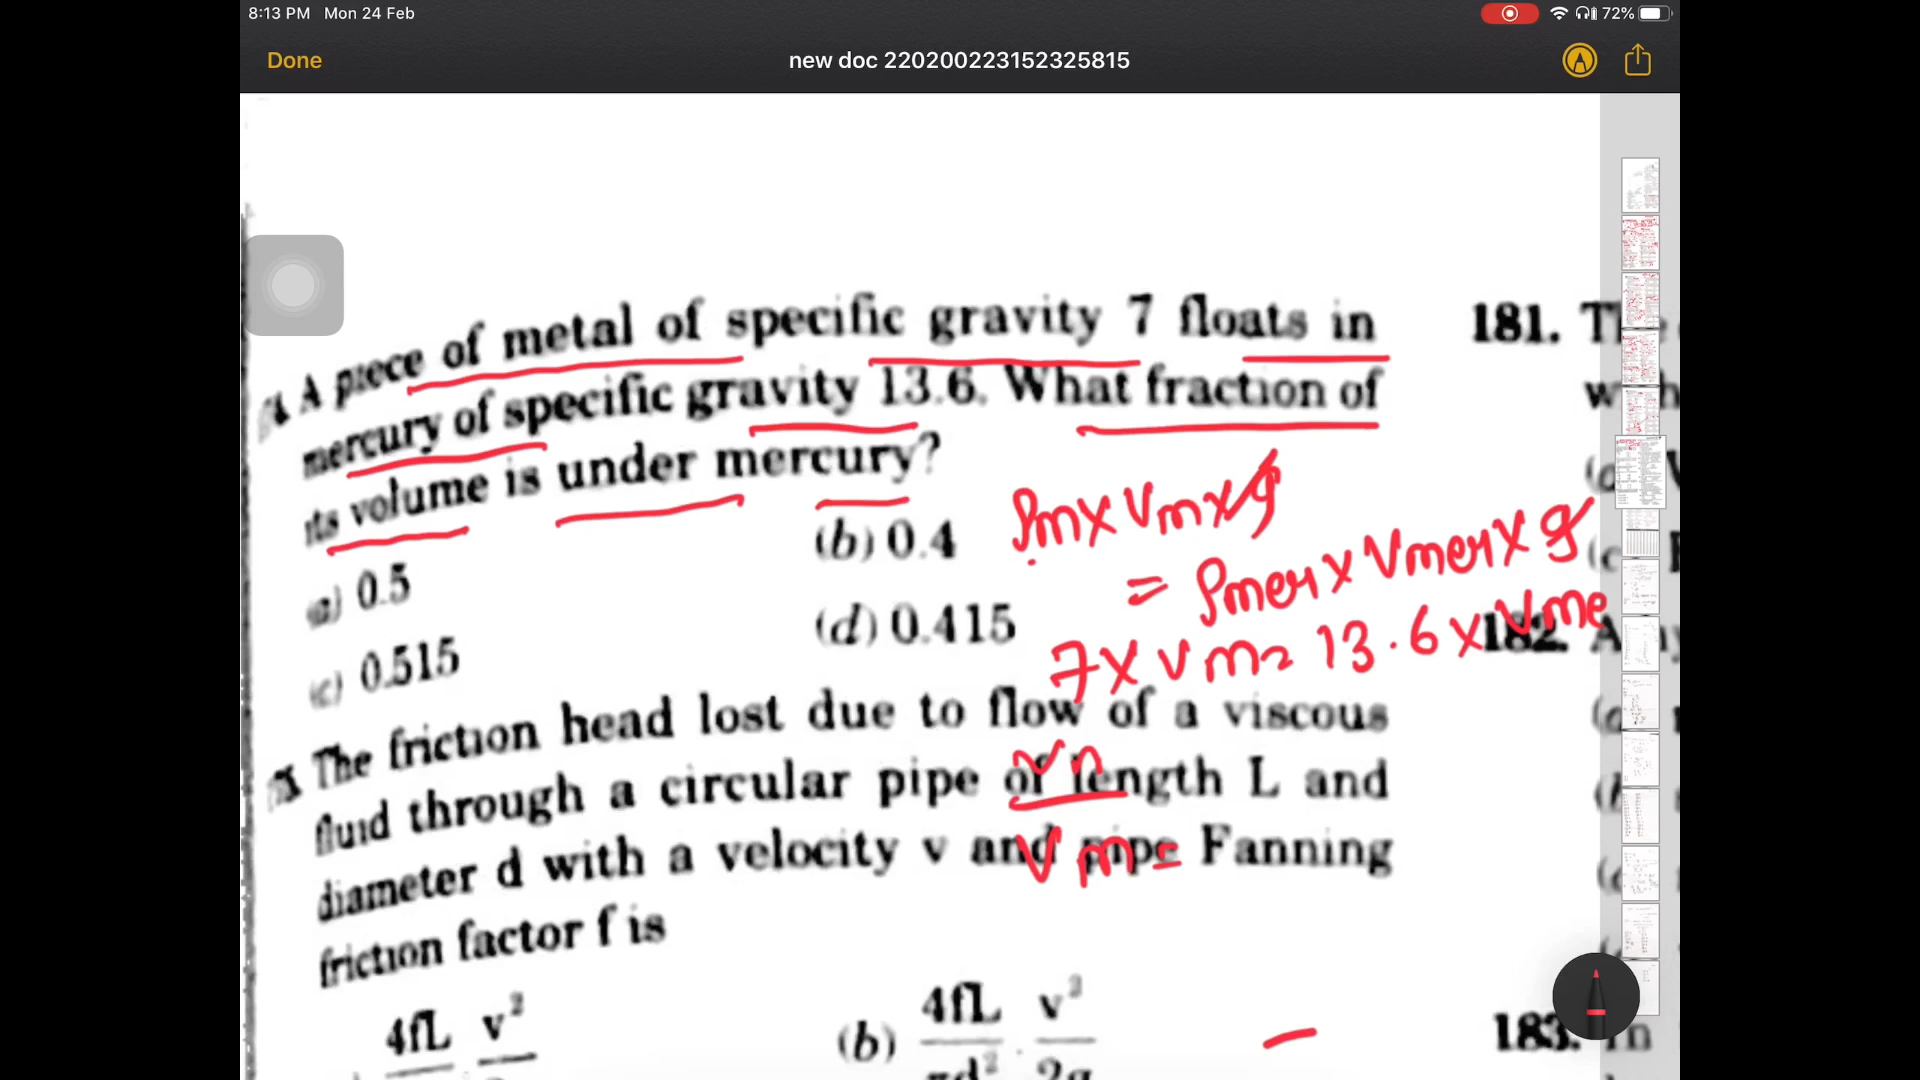 8:13 PM Mon 24 Feb
72%
Done
new doc 220200223152325815
A piece of metal of specific gravity 7 floats in
mercury of specific gravity 13.6. What fraction of
its volume is under mercury?
(a) 0.5
(b) 0.4
(c) 0.515
(d) 0.415
ρm x Vm x g
= ρmer x Vmer x g
7 x Vm = 13.6 x Vme
The friction head lost due to flow of a viscous
fluid through a circular pipe of length L and
diameter d with a velocity v and pipe Fanning
friction factor f is
Vm
Vm =
4fL v²
(b) 4fL v²
2g
181.
182. A
183. In